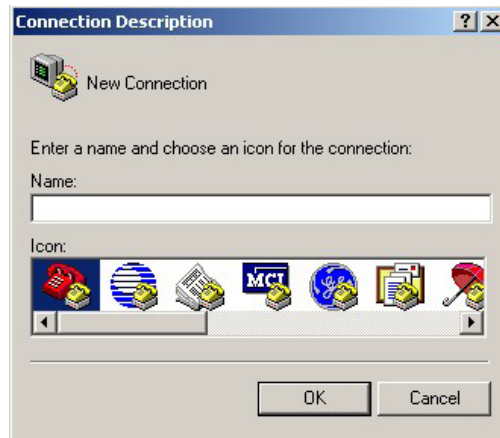 Connection Description
New Connection
Enter a name and choose an icon for the connection:
Name:
Icon:
MCI
OK Cancel